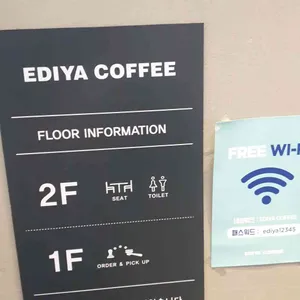 EDIYA COFFEE
FLOOR INFORMATION
2F
SEAT
TOILET
1F
ORDER & PICK UP
FREE WI-F
패스워드 : ediya12345